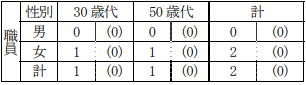 職員 性別 30歳代 50歳代 計
男 0 (0) 0 (0) 0 (0)
女 1 (0) 1 (0) 2 (0)
計 1 (0) 1 (0) 2 (0)